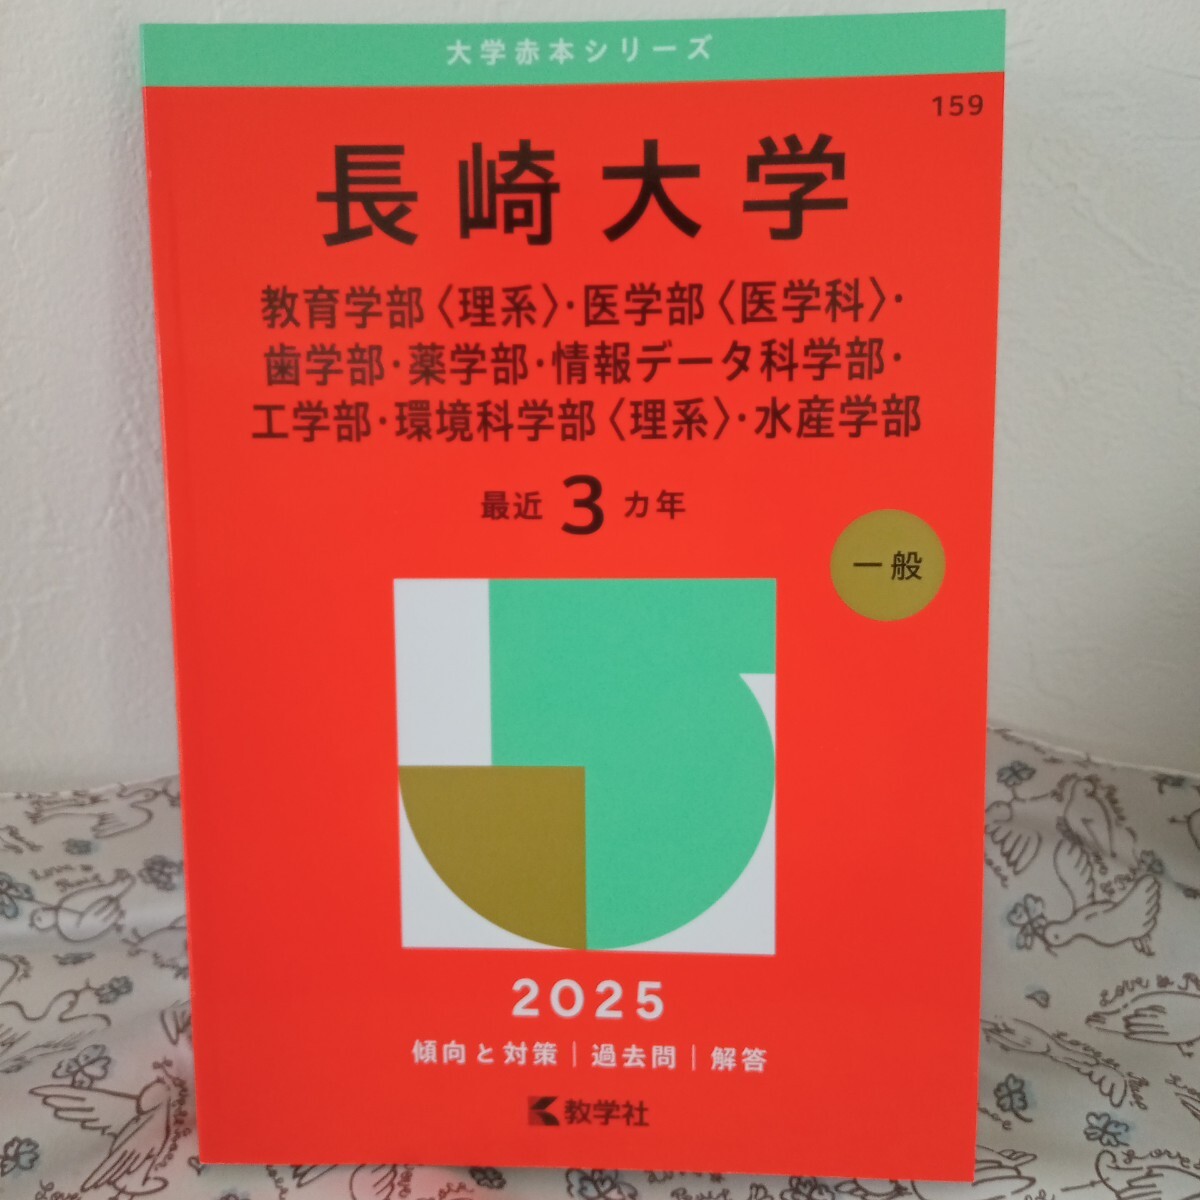 大学赤本シリーズ
159
長崎大学
教育学部〈理系〉・医学部〈医学科〉・
歯学部・薬学部・情報データ科学部・
工学部・環境科学部〈理系〉・水産学部
最近3カ年
一般
2025
傾向と対策|過去問|解答
教学社